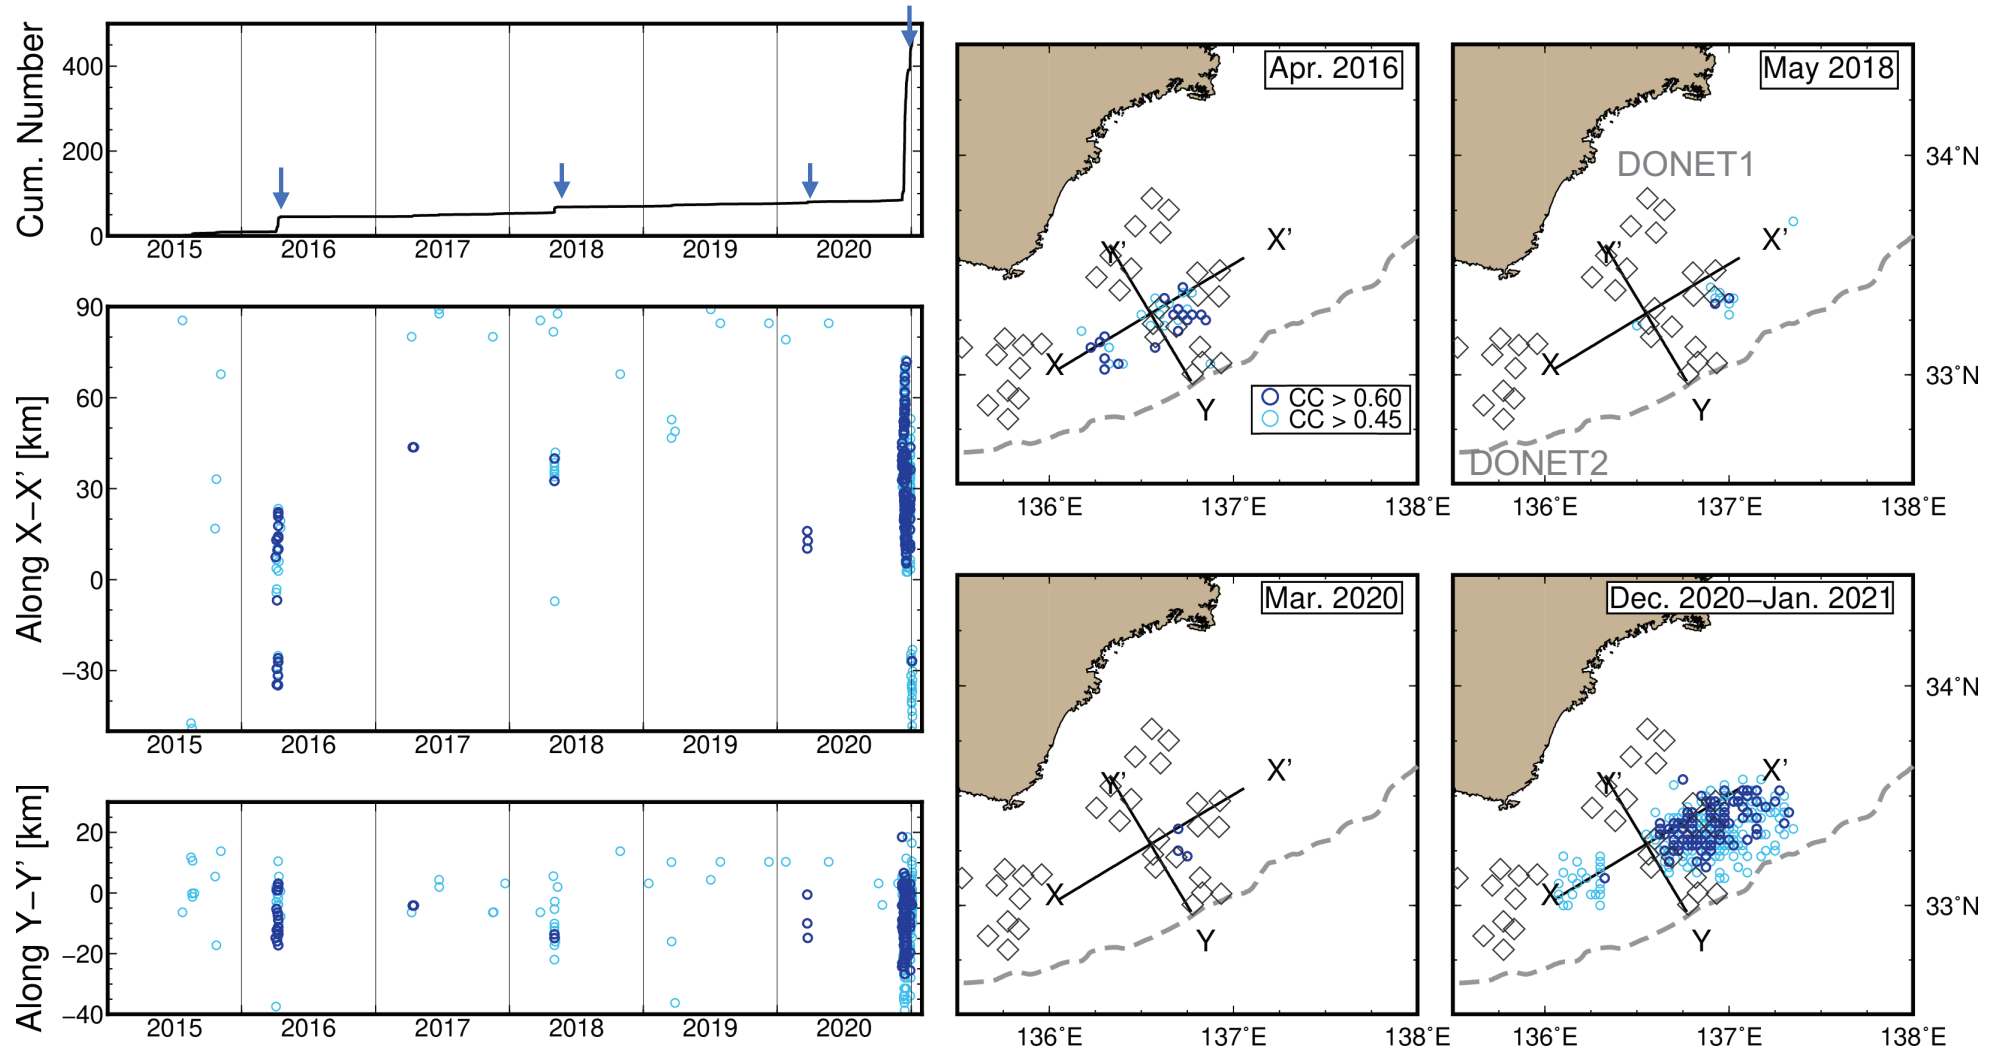 Cum. Number
400
200
0
2015 2016 2017 2018 2019 2020
Along X−X’ [km]
90
60
30
0
−30
2015 2016 2017 2018 2019 2020
Along Y−Y’ [km]
20
0
−20
−40
2015 2016 2017 2018 2019 2020
Apr. 2016
Y’
X’
X
Y
CC > 0.60
CC > 0.45
136˚E 137˚E 138˚E
May 2018
DONET1
34˚N
Y’
X’
X
33˚N
Y
DONET2
136˚E 137˚E 138˚E
Mar. 2020
Y’
X’
X
Y
136˚E 137˚E 138˚E
Dec. 2020−Jan. 2021
34˚N
Y’
X’
X
33˚N
Y
136˚E 137˚E 138˚E